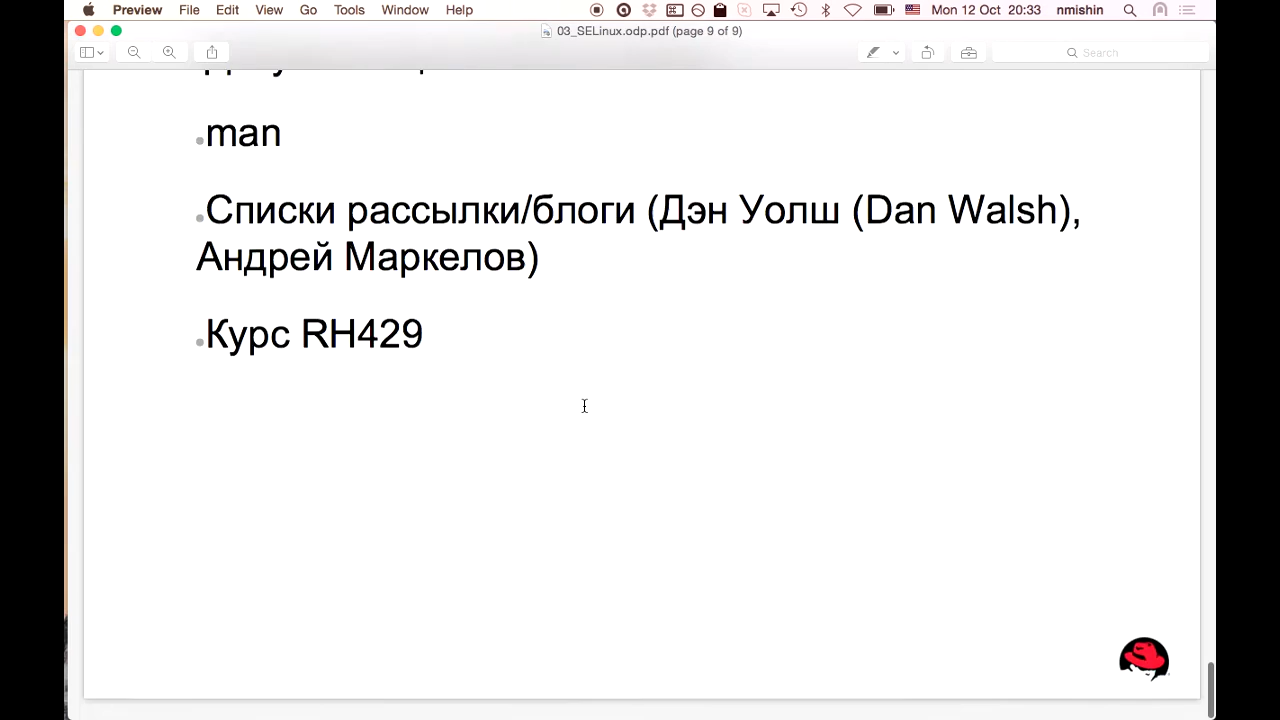 Preview File Edit View Go Tools Window Help Mon 12 Oct 20:33 nmishin
03_SELinux.odp.pdf (page 9 of 9)
Search
man
Списки рассылки/блоги (Дэн Уолш (Dan Walsh),
Андрей Маркелов)
Курс RH429